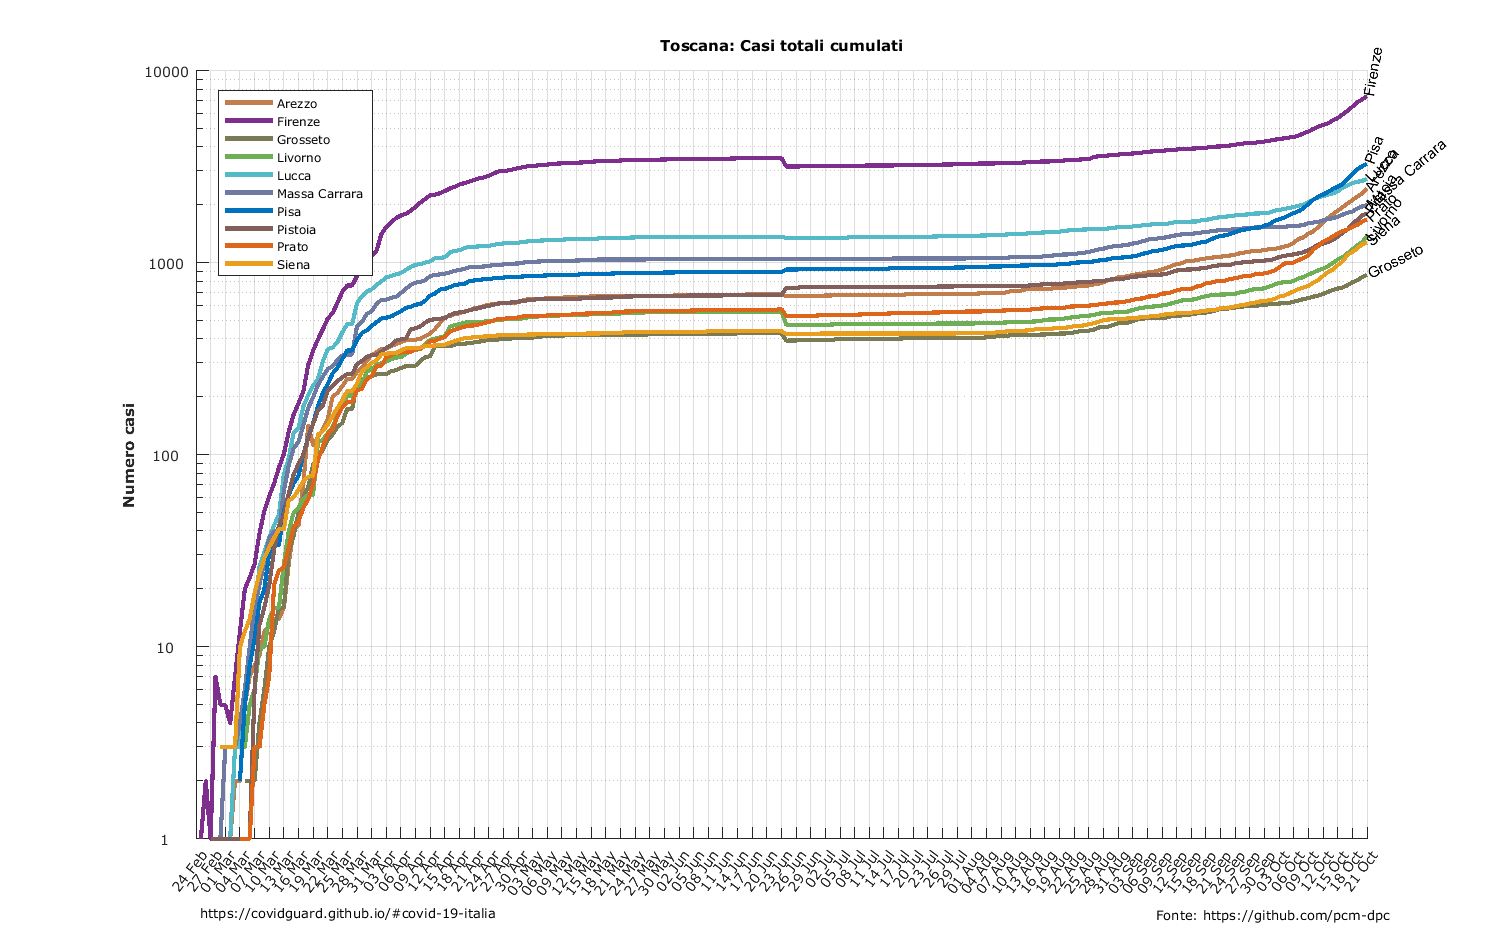 Toscana: Casi totali cumulati
10000
1000
100
10
1
Numero casi
Arezzo
Firenze
Grosseto
Livorno
Lucca
Massa Carrara
Pisa
Pistoia
Prato
Siena
Firenze
Pisa
Lucca
Arezzo
Massa Carrara
Pistoia
Prato
Livorno
Siena
Grosseto
24 Feb
27 Feb
01 Mar
04 Mar
07 Mar
10 Mar
13 Mar
16 Mar
19 Mar
22 Mar
25 Mar
28 Mar
31 Mar
03 Apr
06 Apr
09 Apr
12 Apr
15 Apr
18 Apr
21 Apr
24 Apr
27 Apr
30 Apr
03 May
06 May
09 May
12 May
15 May
18 May
21 May
24 May
27 May
30 May
02 Jun
05 Jun
08 Jun
11 Jun
14 Jun
17 Jun
20 Jun
23 Jun
26 Jun
29 Jun
02 Jul
05 Jul
08 Jul
11 Jul
14 Jul
17 Jul
20 Jul
23 Jul
26 Jul
29 Jul
01 Aug
04 Aug
07 Aug
10 Aug
13 Aug
16 Aug
19 Aug
22 Aug
25 Aug
28 Aug
31 Aug
03 Sep
06 Sep
09 Sep
12 Sep
15 Sep
18 Sep
21 Sep
24 Sep
27 Sep
30 Sep
03 Oct
06 Oct
09 Oct
12 Oct
15 Oct
18 Oct
21 Oct
https://covidguard.github.io/#covid-19-italia
Fonte: https://github.com/pcm-dpc